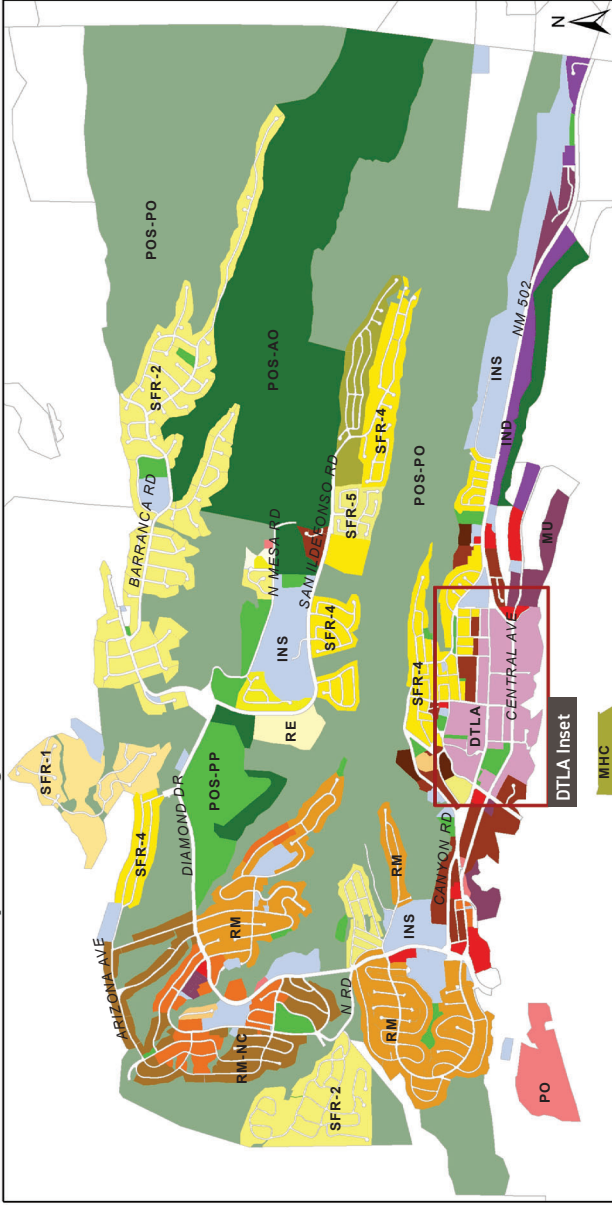 N
POS-PO
SFR-2
BARRANCA RD
POS-AO
SFR-1
SFR-4
N MESA RD
SAN ILDEFONSO RD
SFR-5
SFR-4
POS-PO
INS
NM 502
IND
MU
INS
SFR-4
RE
POS-PP
DIAMOND DR
ARIZONA AVE
RM
RM-NC
N RD
SFR-2
RM
RM
INS
CANYON RD
SFR-4
DTLA
CENTRAL AVE
DTLA Inset
MHC
PO